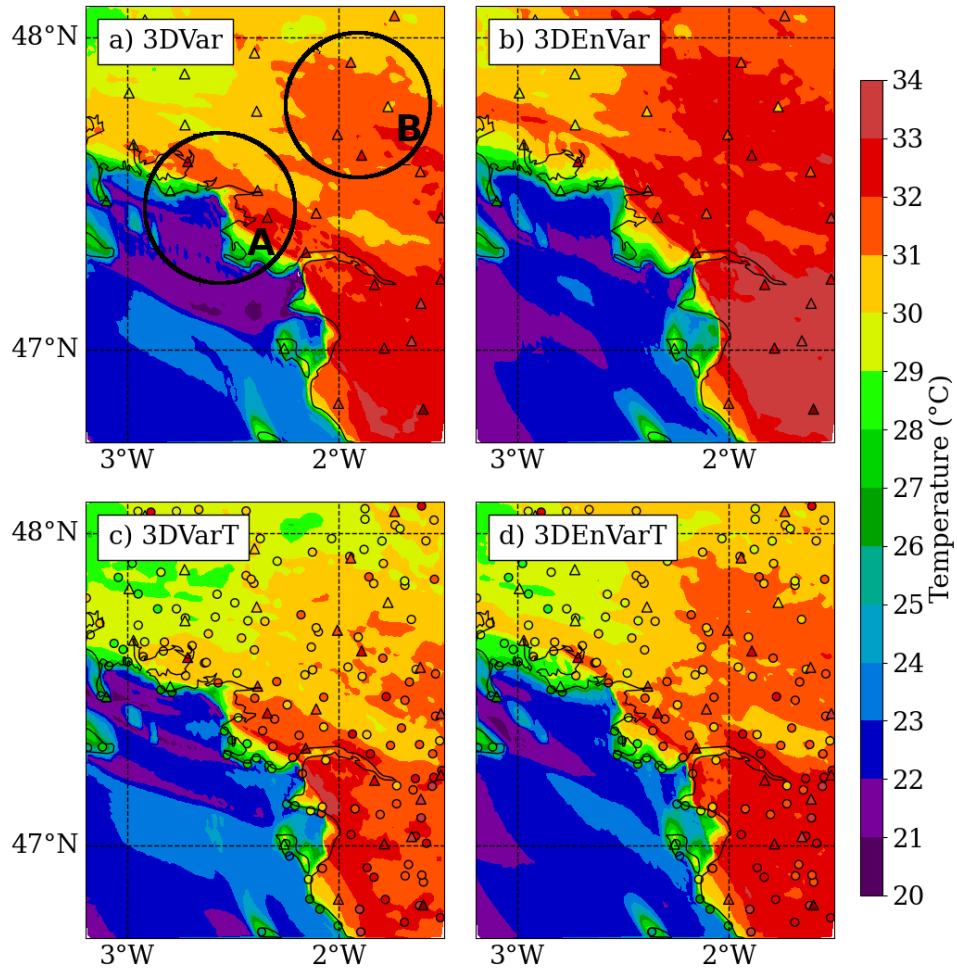 48°N
a) 3DVar
B
A
47°N
3°W
2°W
b) 3DEnVar
3°W
2°W
48°N
c) 3DVarT
47°N
3°W
2°W
d) 3DEnVarT
3°W
2°W
34
33
32
31
30
29
28
27
26
25
24
23
22
21
20
Temperature (°C)